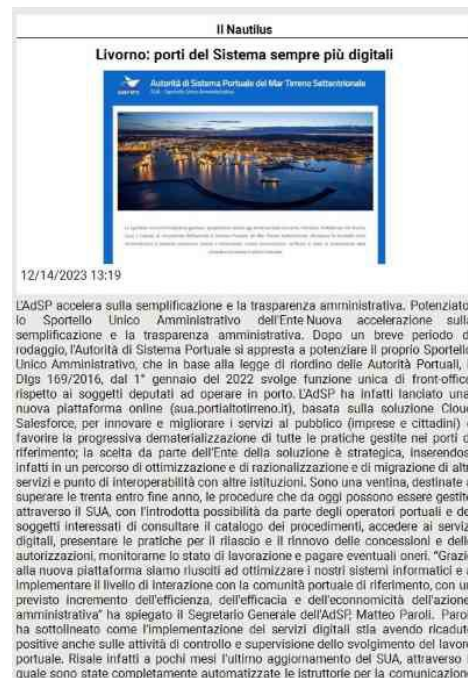 Il Nautilus
Livorno: porti del Sistema sempre più digitali
Autorità di Sistema Portuale del Mar Tirreno Settentrionale
SUA - Sportello Unico Amministrativo
12/14/2023 13:19
L'AdSP accelera sulla semplificazione e la trasparenza amministrativa. Potenziato
lo Sportello Unico Amministrativo dell'Ente Nuova accelerazione sulla
semplificazione e la trasparenza amministrativa. Dopo un breve periodo d
rodaggio, l'Autorità di Sistema Portuale si appresta a potenziare il proprio Sportello
Unico Amministrativo, che in base alla legge di riordino delle Autorità Portuali, i
Dlgs 169/2016, dal 1° gennaio del 2022 svolge funzione unica di front-office
rispetto ai soggetti deputati ad operare in porto. L'AdSP ha infatti lanciato una
nuova piattaforma online (sua.portialtotirreno.it), basata sulla soluzione Cloud
Salesforce, per innovare e migliorare i servizi al pubblico (imprese e cittadini) e
favorire la progressiva dematerializzazione di tutte le pratiche gestite nei porti d
riferimento; la scelta da parte dell'Ente della soluzione è strategica, inserendos
infatti in un percorso di ottimizzazione e di razionalizzazione e di migrazione di altr
servizi e punto di interoperabilità con altre istituzioni. Sono una ventina, destinate a
superare le trenta entro fine anno, le procedure che da oggi possono essere gestite
attraverso il SUA, con l'introdotta possibilità da parte degli operatori portuali e de
soggetti interessati di consultare il catalogo dei procedimenti, accedere ai serviz
digitali, presentare le pratiche per il rilascio e il rinnovo delle concessioni e delle
autorizzazioni, monitorarne lo stato di lavorazione e pagare eventuali oneri. "Grazie
alla nuova piattaforma siamo riusciti ad ottimizzare i nostri sistemi informatici e a
implementare il livello di interazione con la comunità portuale di riferimento, con un
previsto incremento dell'efficienza, dell'efficacia e dell'economicità dell'azione
amministrativa" ha spiegato il Segretario Generale dell'AdSP, Matteo Paroli. Parol
ha sottolineato come l'implementazione dei servizi digitali stia avendo ricadute
positive anche sulle attività di controllo e supervisione dello svolgimento del lavoro
portuale. Risale infatti a pochi mesi l'ultimo aggiornamento del SUA, attraverso i
quale sono state completamente automatizzate le istruttorie per la comunicazione